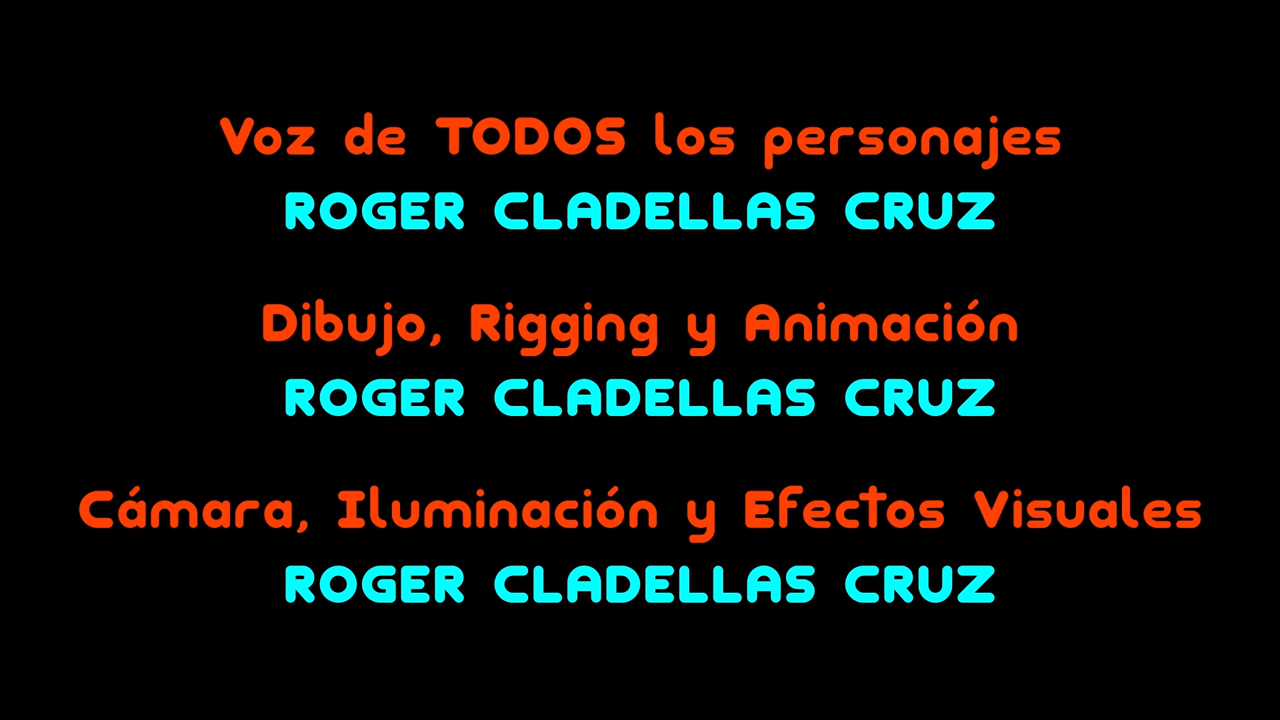 Voz de TODOS los personajes
ROGER CLADELLAS CRUZ
Dibujo, Rigging y Animación
ROGER CLADELLAS CRUZ
Cámara, Iluminación y Efectos Visuales
ROGER CLADELLAS CRUZ